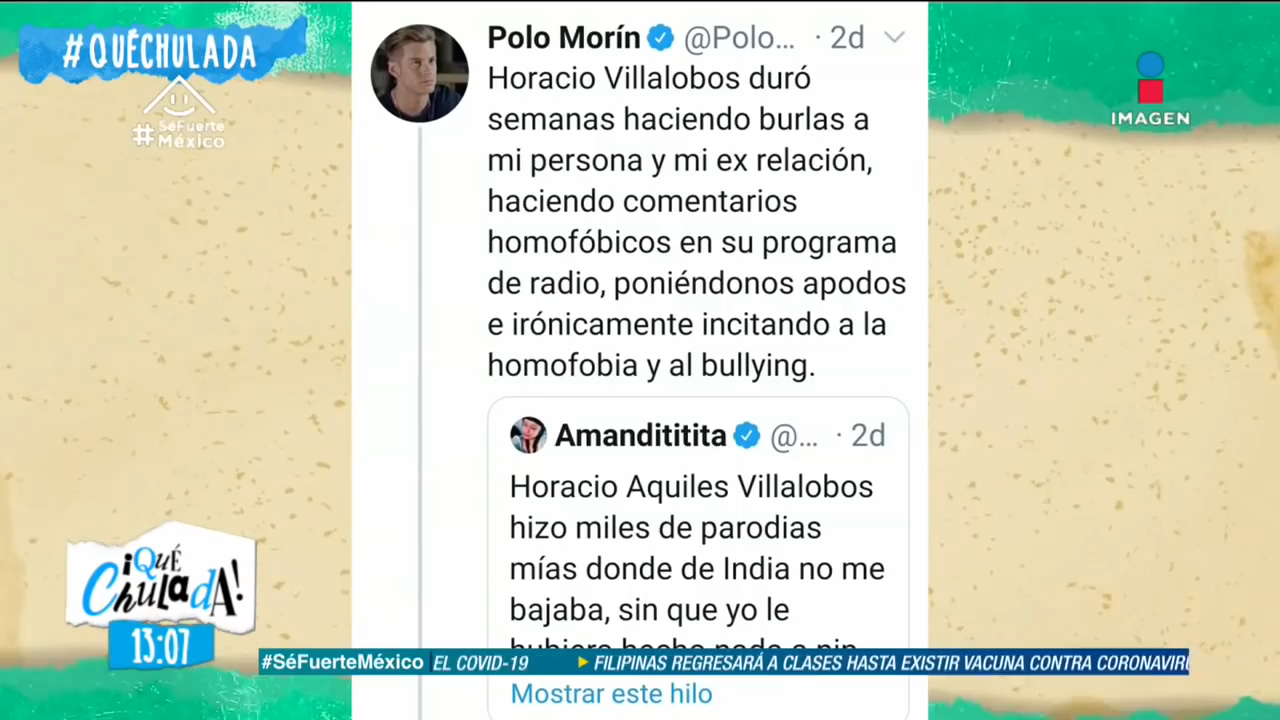 #QUÉCHULADA
#SéFuerte
México
IMAGEN
Polo Morín @Polo... · 2d
Horacio Villalobos duró
semanas haciendo burlas a
mi persona y mi ex relación,
haciendo comentarios
homofóbicos en su programa
de radio, poniéndonos apodos
e irónicamente incitando a la
homofobia y al bullying.
Amandititita @... · 2d
Horacio Aquiles Villalobos
hizo miles de parodias
mías donde de India no me
bajaba, sin que yo le
Mostrar este hilo
¡QUÉ
ChuladA!
13:07
#SéFuerteMéxico EL COVID-19 FILIPINAS REGRESARÁ A CLASES HASTA EXISTIR VACUNA CONTRA CORONAVIRU